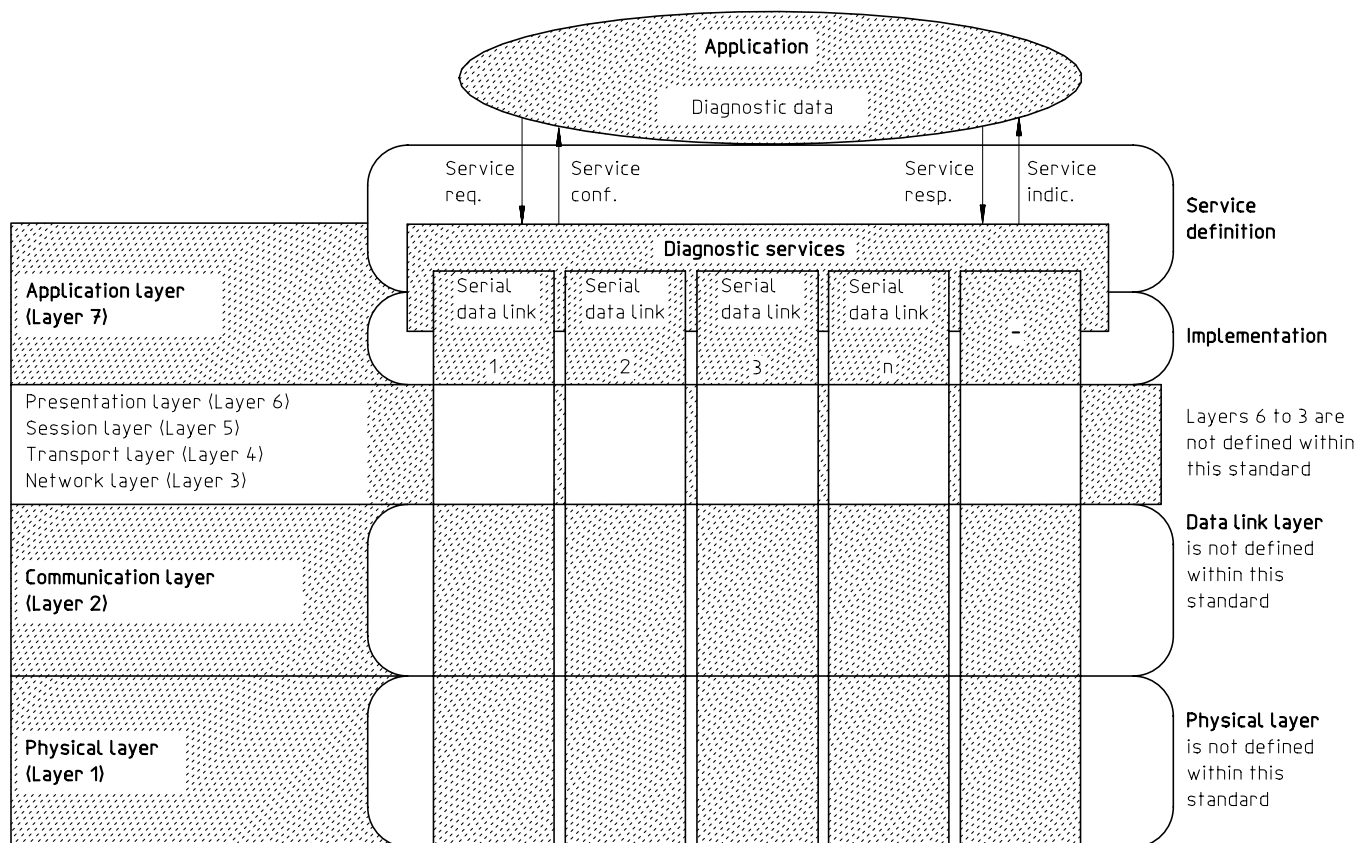 Application
Diagnostic data
Service
req.
Service
conf.
Service
resp.
Service
indic.
Service
definition
Diagnostic services
Application layer
(Layer 7)
Serial
data link
1
Serial
data link
2
Serial
data link
3
Serial
data link
n
-
Implementation
Presentation layer (Layer 6)
Session layer (Layer 5)
Transport layer (Layer 4)
Network layer (Layer 3)
Layers 6 to 3 are
not defined within
this standard
Communication layer
(Layer 2)
Data link layer
is not defined
within this
standard
Physical layer
(Layer 1)
Physical layer
is not defined
within this
standard